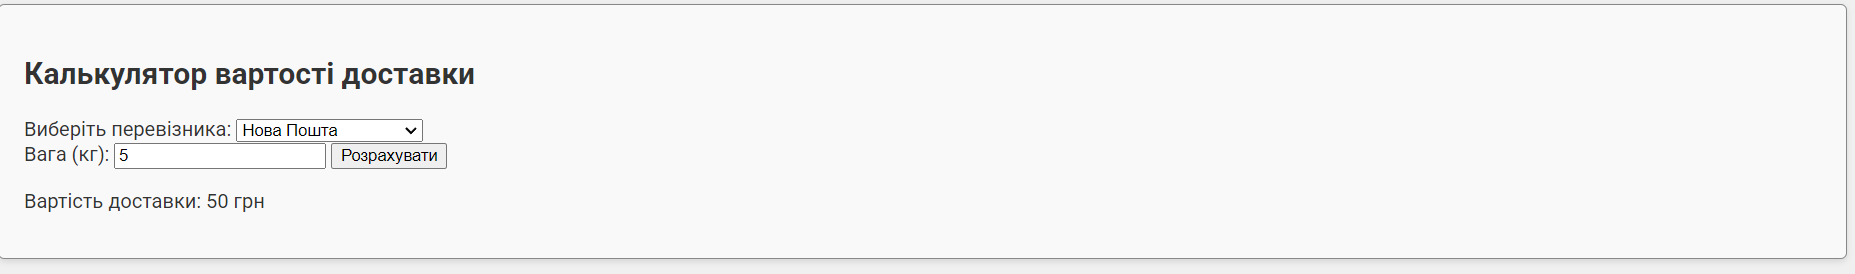 Калькулятор вартості доставки
Виберіть перевізника: Нова Пошта
Вага (кг): 5 Розрахувати
Вартість доставки: 50 грн